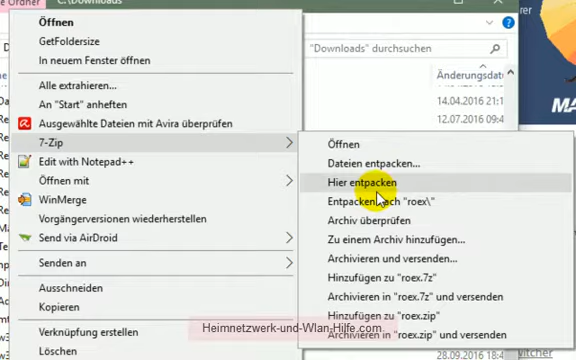 Ordner
C:\Downloads
Öffnen
GetFoldersize
In neuem Fenster öffnen
Alle extrahieren...
An "Start" anheften
Ausgewählte Dateien mit Avira überprüfen
7-Zip
Edit with Notepad++
Öffnen mit
WinMerge
Vorgängerversionen wiederherstellen
Send via AirDroid
Senden an
Ausschneiden
Kopieren
Verknüpfung erstellen
Löschen
"Downloads" durchsuchen
Änderungsdat
14.04.2016 21:1
12.07.2016 09:4
Öffnen
Dateien entpacken...
Hier entpacken
Entpacken nach "roex\"
Archiv überprüfen
Zu einem Archiv hinzufügen...
Archivieren und versenden...
Hinzufügen zu "roex.7z"
Archivieren in "roex.7z" und versenden
Hinzufügen zu "roex.zip"
Archivieren in "roex.zip" und versenden
28.09.2016 18:4
Heimnetzwerk-und-Wlan-Hilfe.com
MA
vitcher